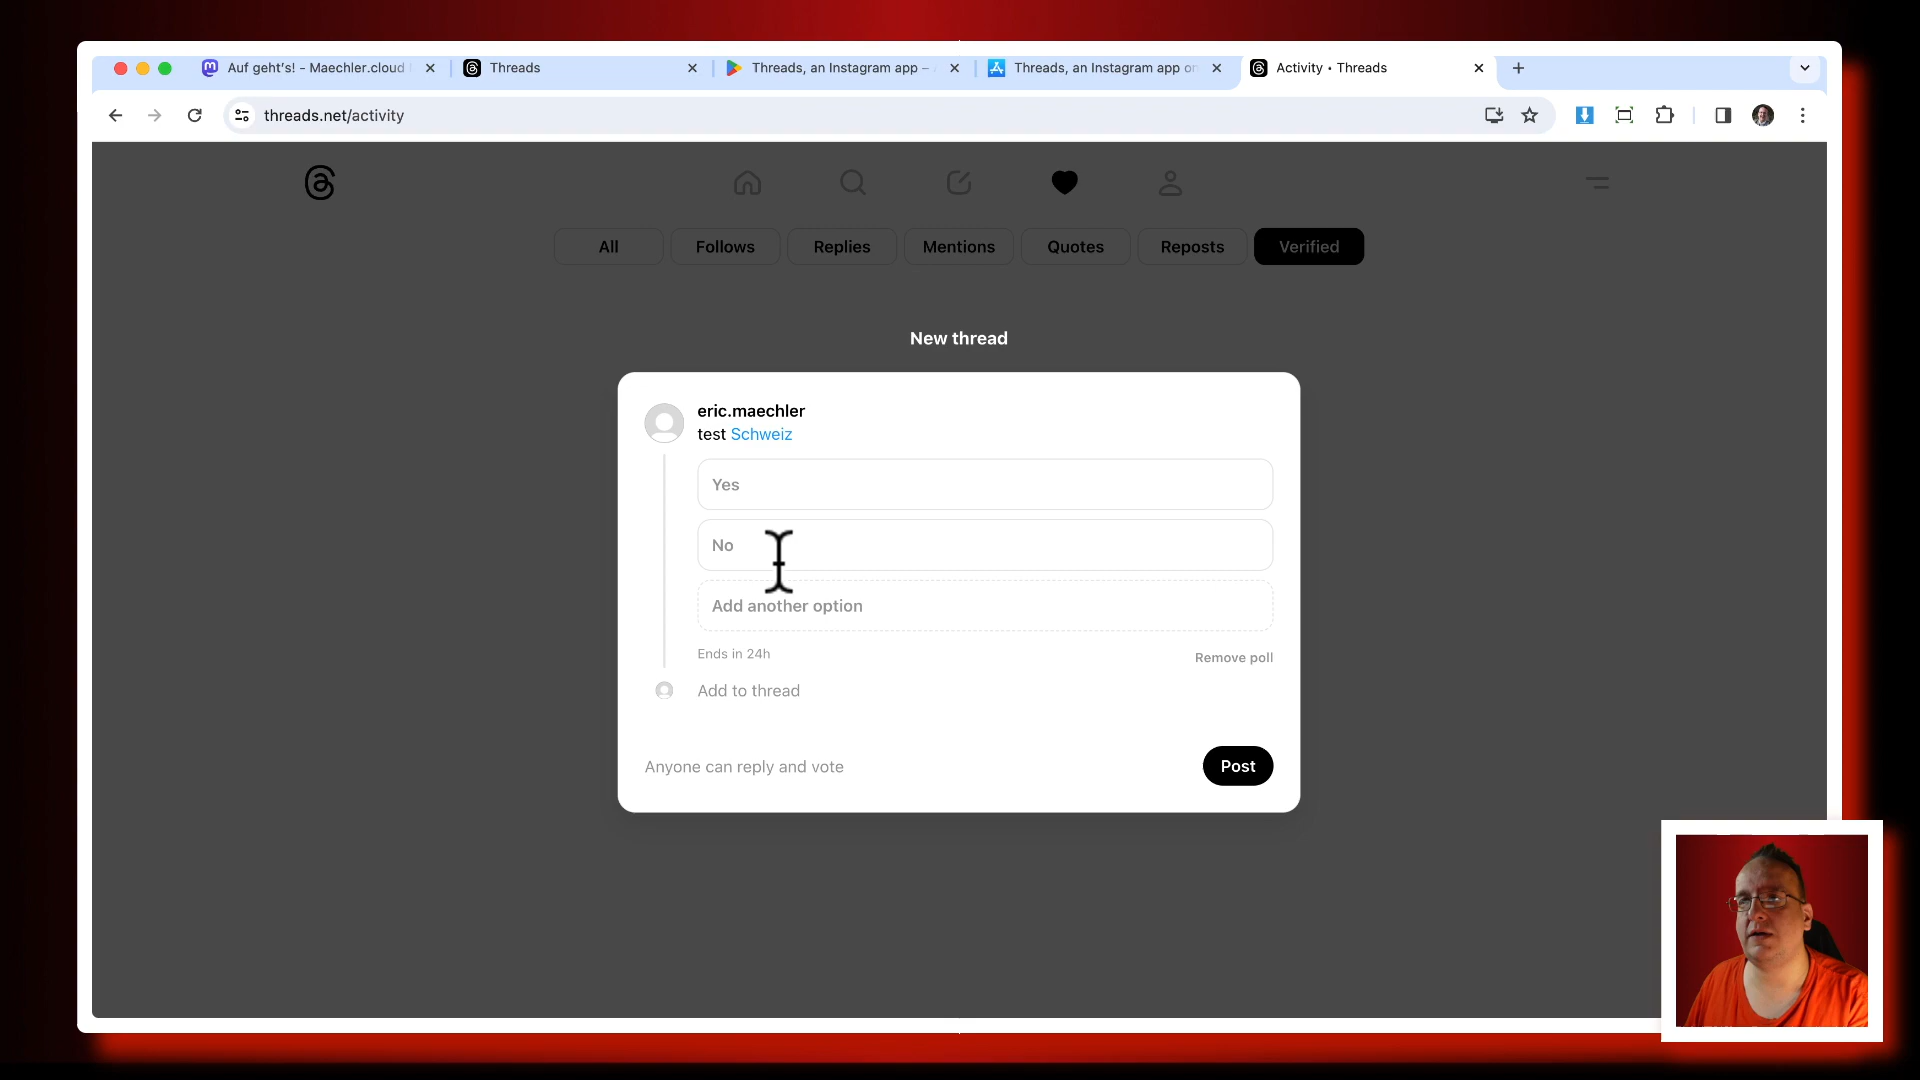 Auf geht's! - Maechler.cloud
Threads
Threads, an Instagram app –
Threads, an Instagram app on
Activity • Threads
threads.net/activity
All
Follows
Replies
Mentions
Quotes
Reposts
Verified
New thread
eric.maechler
test Schweiz
Yes
No
Add another option
Ends in 24h
Remove poll
Add to thread
Anyone can reply and vote
Post